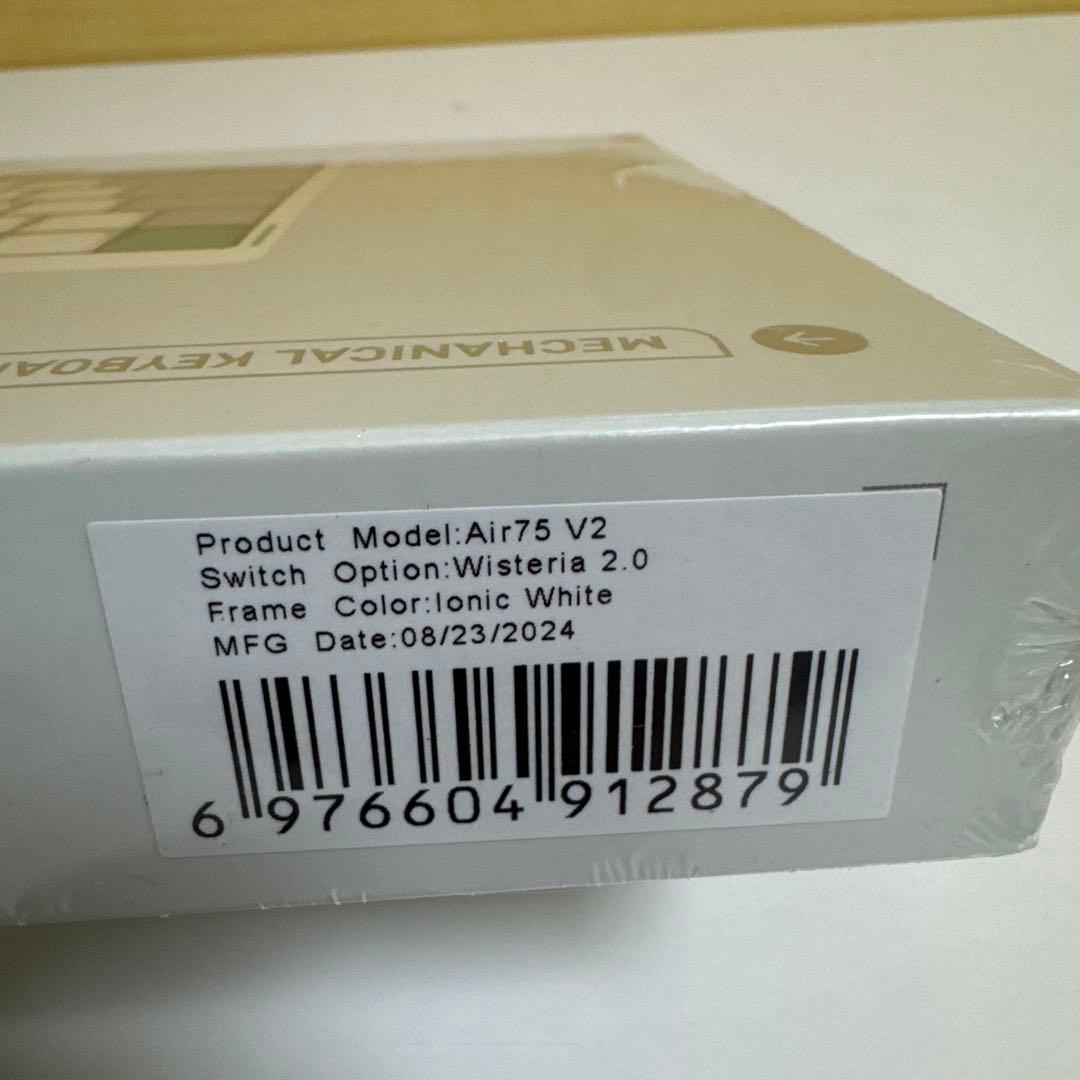 MECHANICAL
Product Model:Air75 V2
Switch Option:Wisteria 2.0
Frame Color:Ionic White
MFG Date:08/23/2024
6 976604 912879